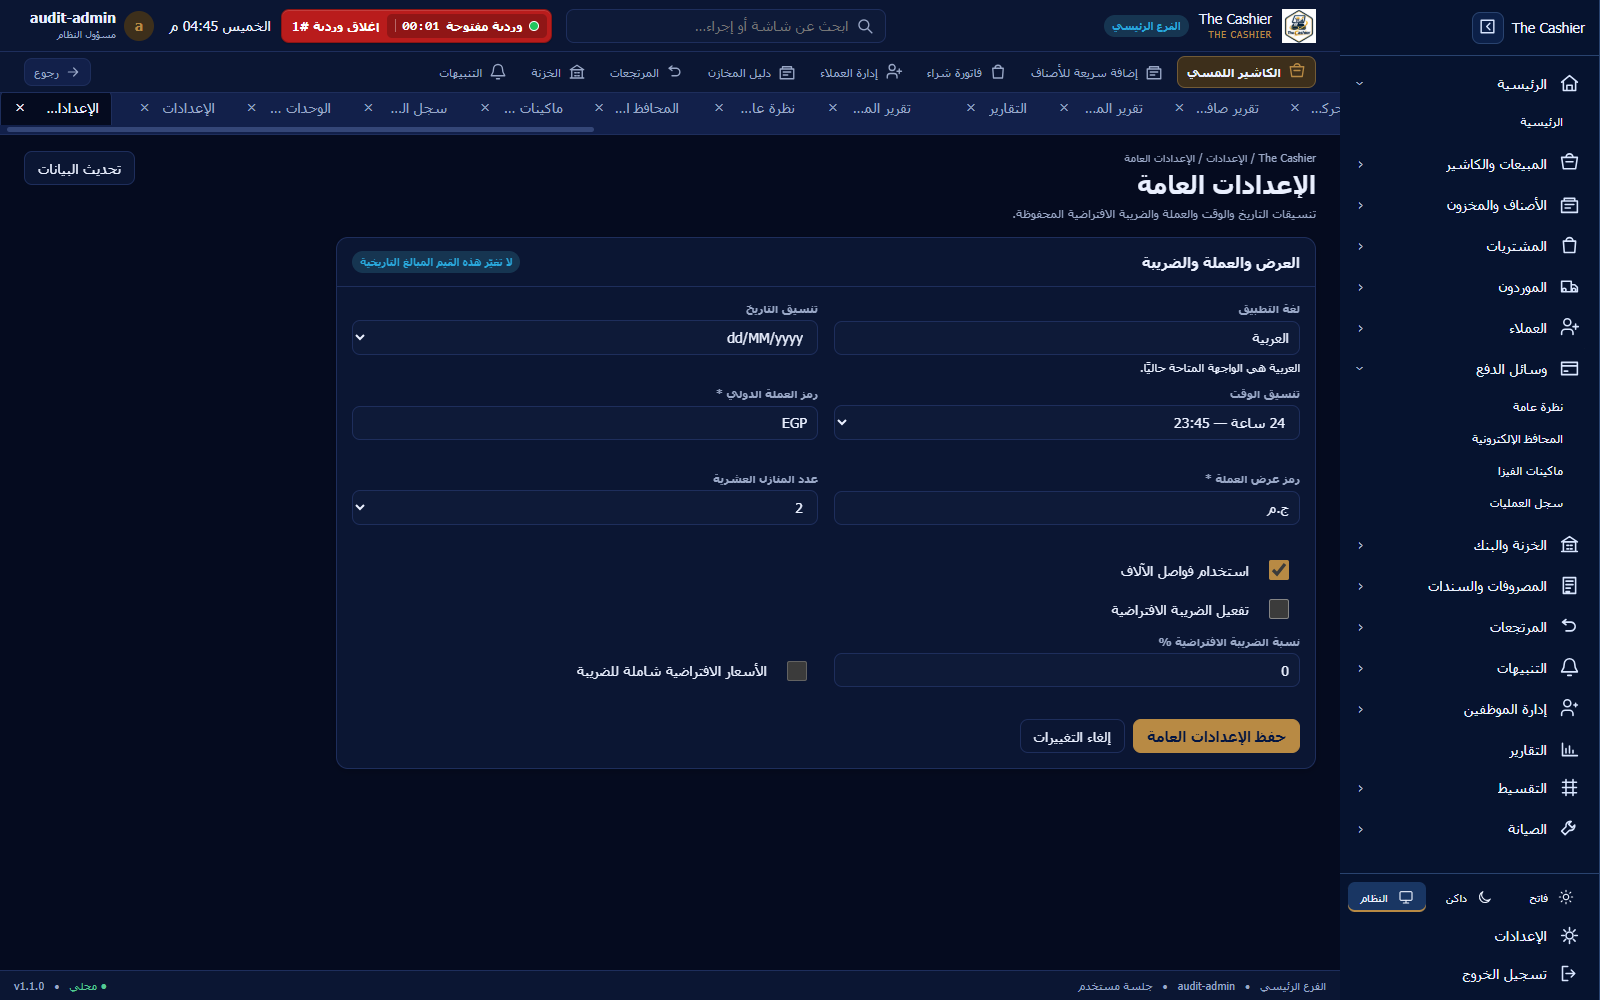 The Cashier
الرئيسية
الرئيسية
المبيعات والكاشير
الأصناف والمخزون
المشتريات
الموردون
العملاء
وسائل الدفع
نظرة عامة
المحافظ الإلكترونية
ماكينات الفيزا
سجل العمليات
الخزنة والبنك
المصروفات والسندات
المرتجعات
التنبيهات
إدارة الموظفين
التقارير
التقسيط
الصيانة
فاتح
داكن
النظام
الإعدادات
تسجيل الخروج
The Cashier
THE CASHIER
الفرع الرئيسي
ابحث عن شاشة أو إجراء...
وردية مفتوحة 00:01
إغلاق وردية #1
الخميس 04:45 م
a
audit-admin
مسؤول النظام
الكاشير اللمسي
إضافة سريعة للأصناف
فاتورة شراء
إدارة العملاء
دليل المخازن
المرتجعات
الخزنة
التنبيهات
رجوع
حرك...
تقرير صاف...
تقرير الم...
التقارير
تقرير الم...
نظرة عا...
المحافظ ا...
ماكينات ...
سجل الـ...
الوحدات ...
الإعدادات
الإعدادا...
The Cashier / الإعدادات / الإعدادات العامة
الإعدادات العامة
تنسيقات التاريخ والوقت والعملة والضريبة الافتراضية المحفوظة.
تحديث البيانات
العرض والعملة والضريبة
لا تغيّر هذه القيم المبالغ التاريخية
لغة التطبيق
العربية
العربية هي الواجهة المتاحة حاليًا.
تنسيق التاريخ
dd/MM/yyyy
تنسيق الوقت
24 ساعة — 23:45
رمز العملة الدولي *
EGP
رمز عرض العملة *
ج.م
عدد المنازل العشرية
2
استخدام فواصل الآلاف
تفعيل الضريبة الافتراضية
نسبة الضريبة الافتراضية %
0
الأسعار الافتراضية شاملة للضريبة
حفظ الإعدادات العامة
إلغاء التغييرات
الفرع الرئيسي • audit-admin • جلسة مستخدم
محلي • v1.1.0